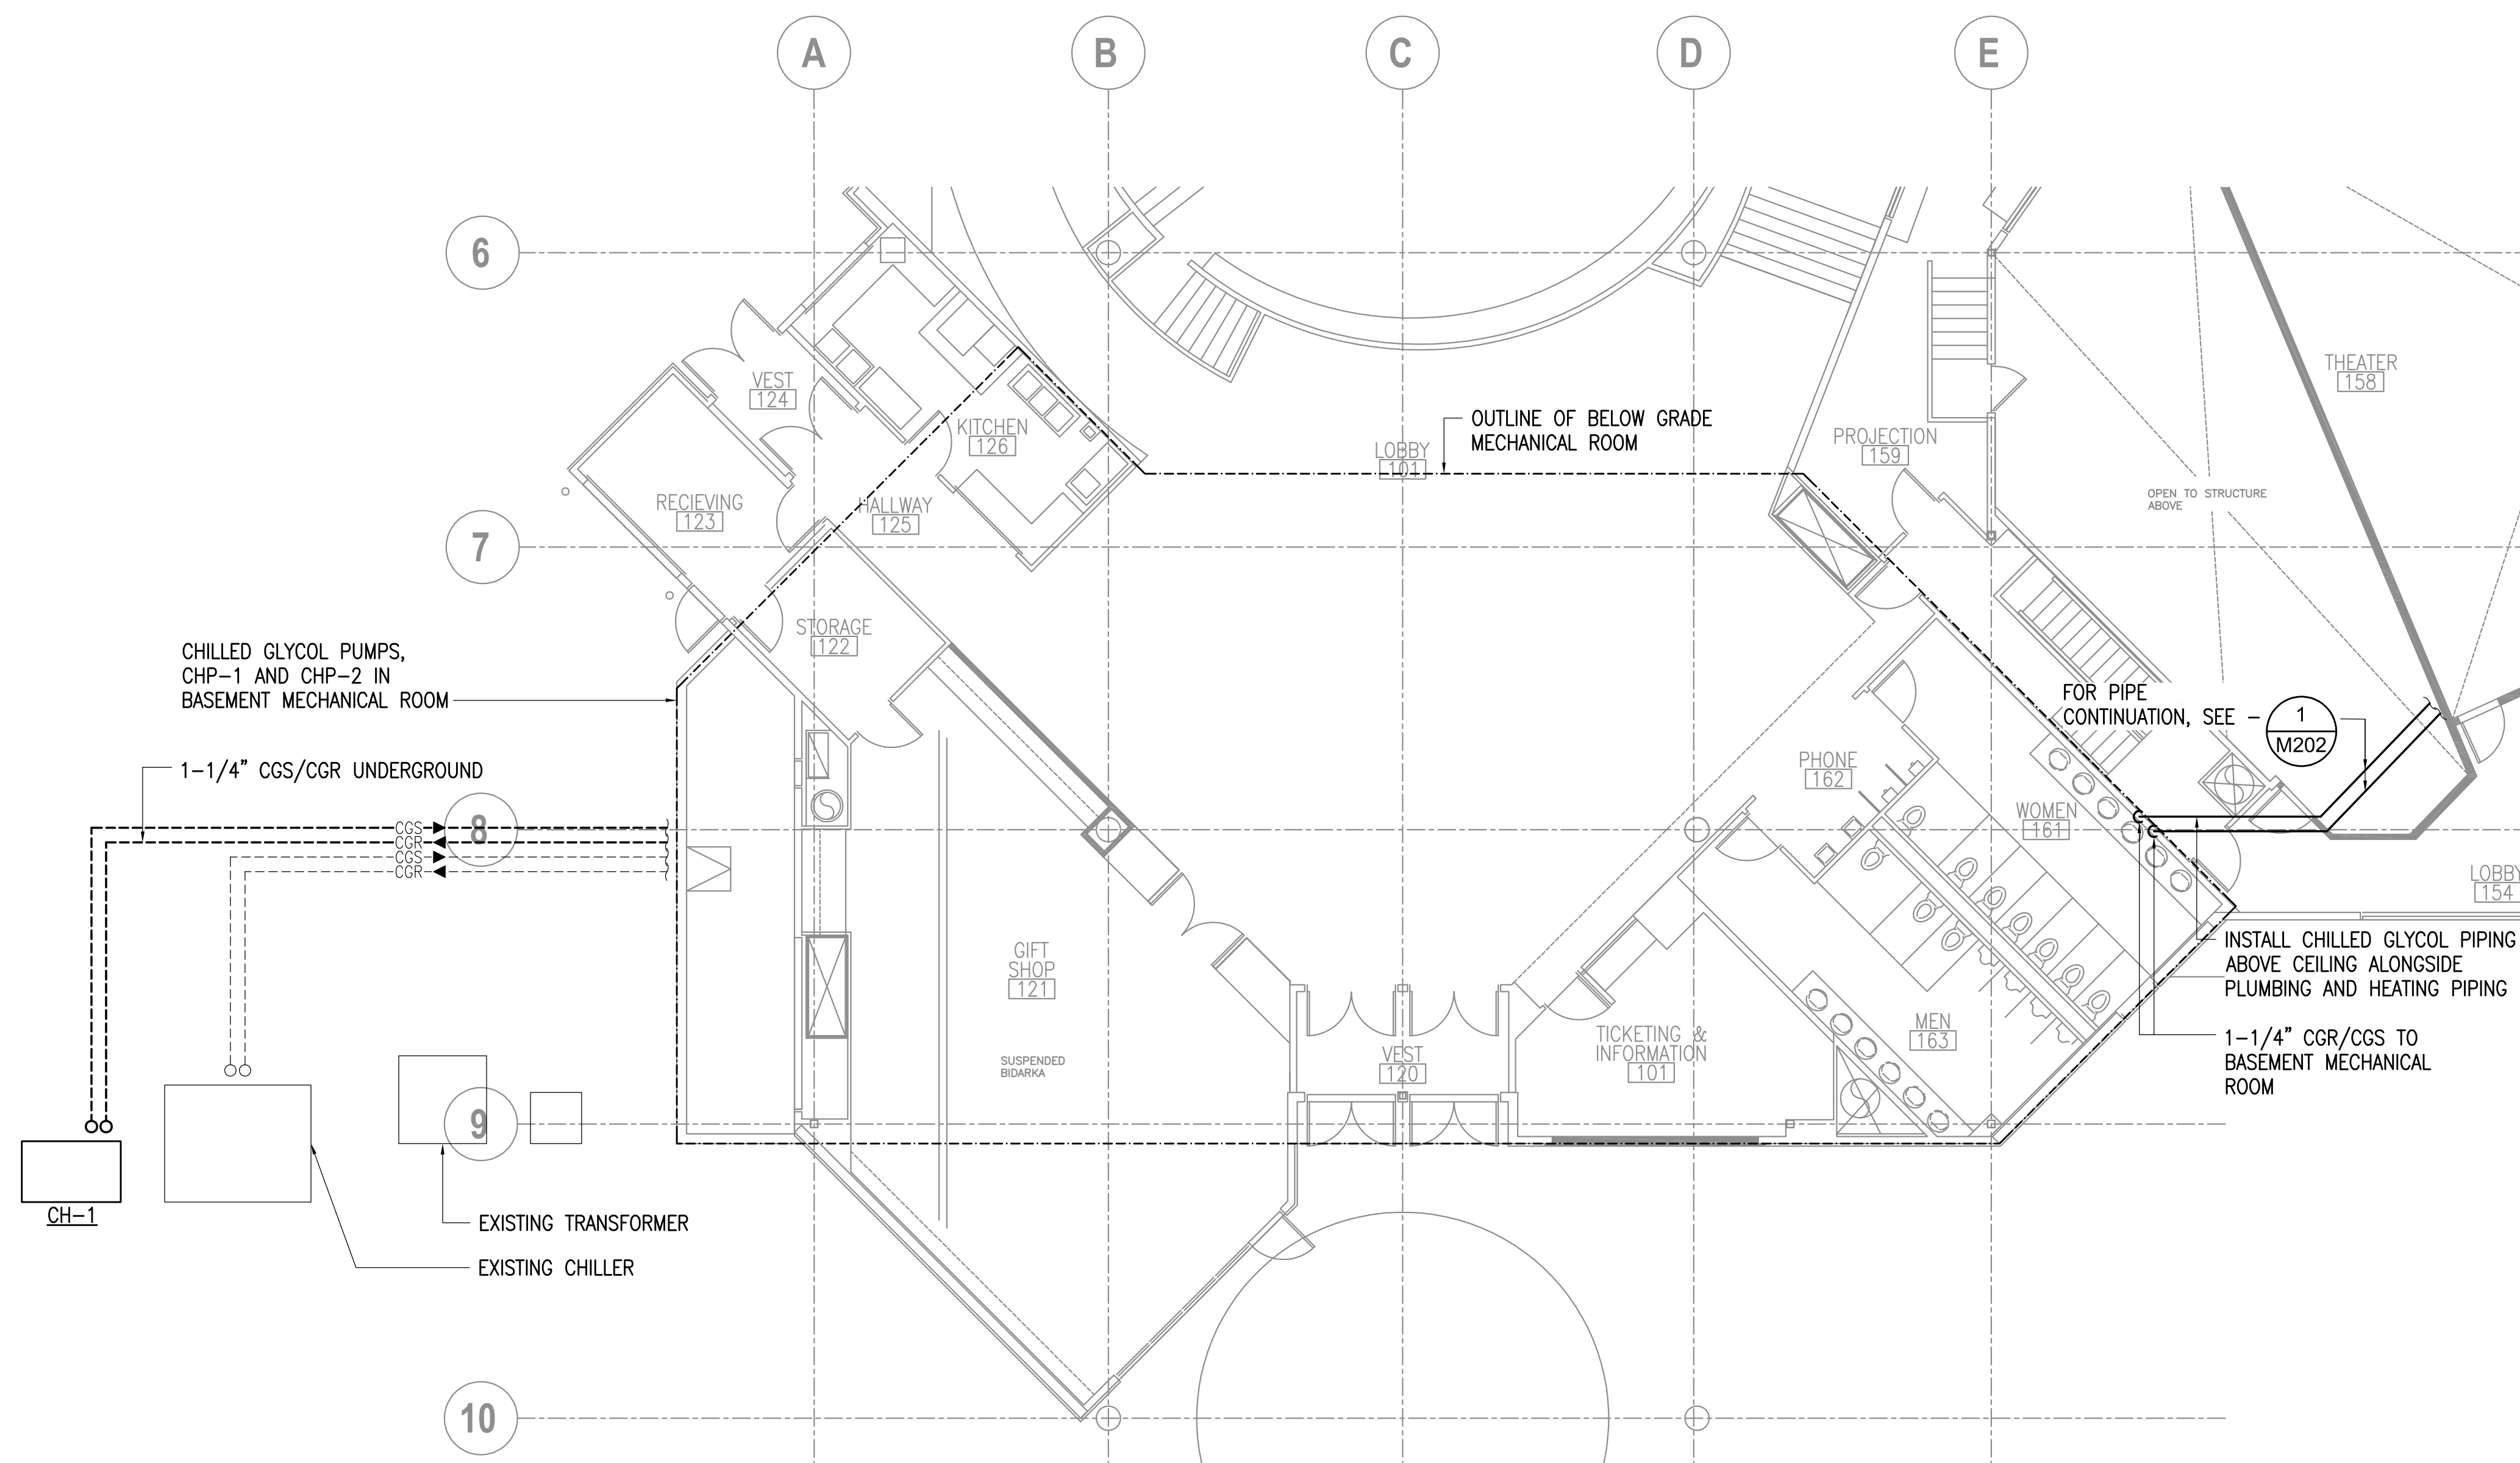 A
B
C
D
E
6
7
8
9
10
VEST
124
KITCHEN
126
RECIEVING
123
HALLWAY
125
STORAGE
122
OUTLINE OF BELOW GRADE
MECHANICAL ROOM
LOBBY
101
PROJECTION
159
THEATER
158
OPEN TO STRUCTURE
ABOVE
CHILLED GLYCOL PUMPS,
CHP-1 AND CHP-2 IN
BASEMENT MECHANICAL ROOM
1-1/4" CGS/CGR UNDERGROUND
CGS
CGR
CGS
CGR
FOR PIPE
CONTINUATION, SEE -
1
M202
PHONE
162
WOMEN
161
LOBBY
154
GIFT
SHOP
121
SUSPENDED
BIDARKA
VEST
120
TICKETING &
INFORMATION
101
MEN
163
INSTALL CHILLED GLYCOL PIPING
ABOVE CEILING ALONGSIDE
PLUMBING AND HEATING PIPING
1-1/4" CGR/CGS TO
BASEMENT MECHANICAL
ROOM
CH-1
EXISTING TRANSFORMER
EXISTING CHILLER